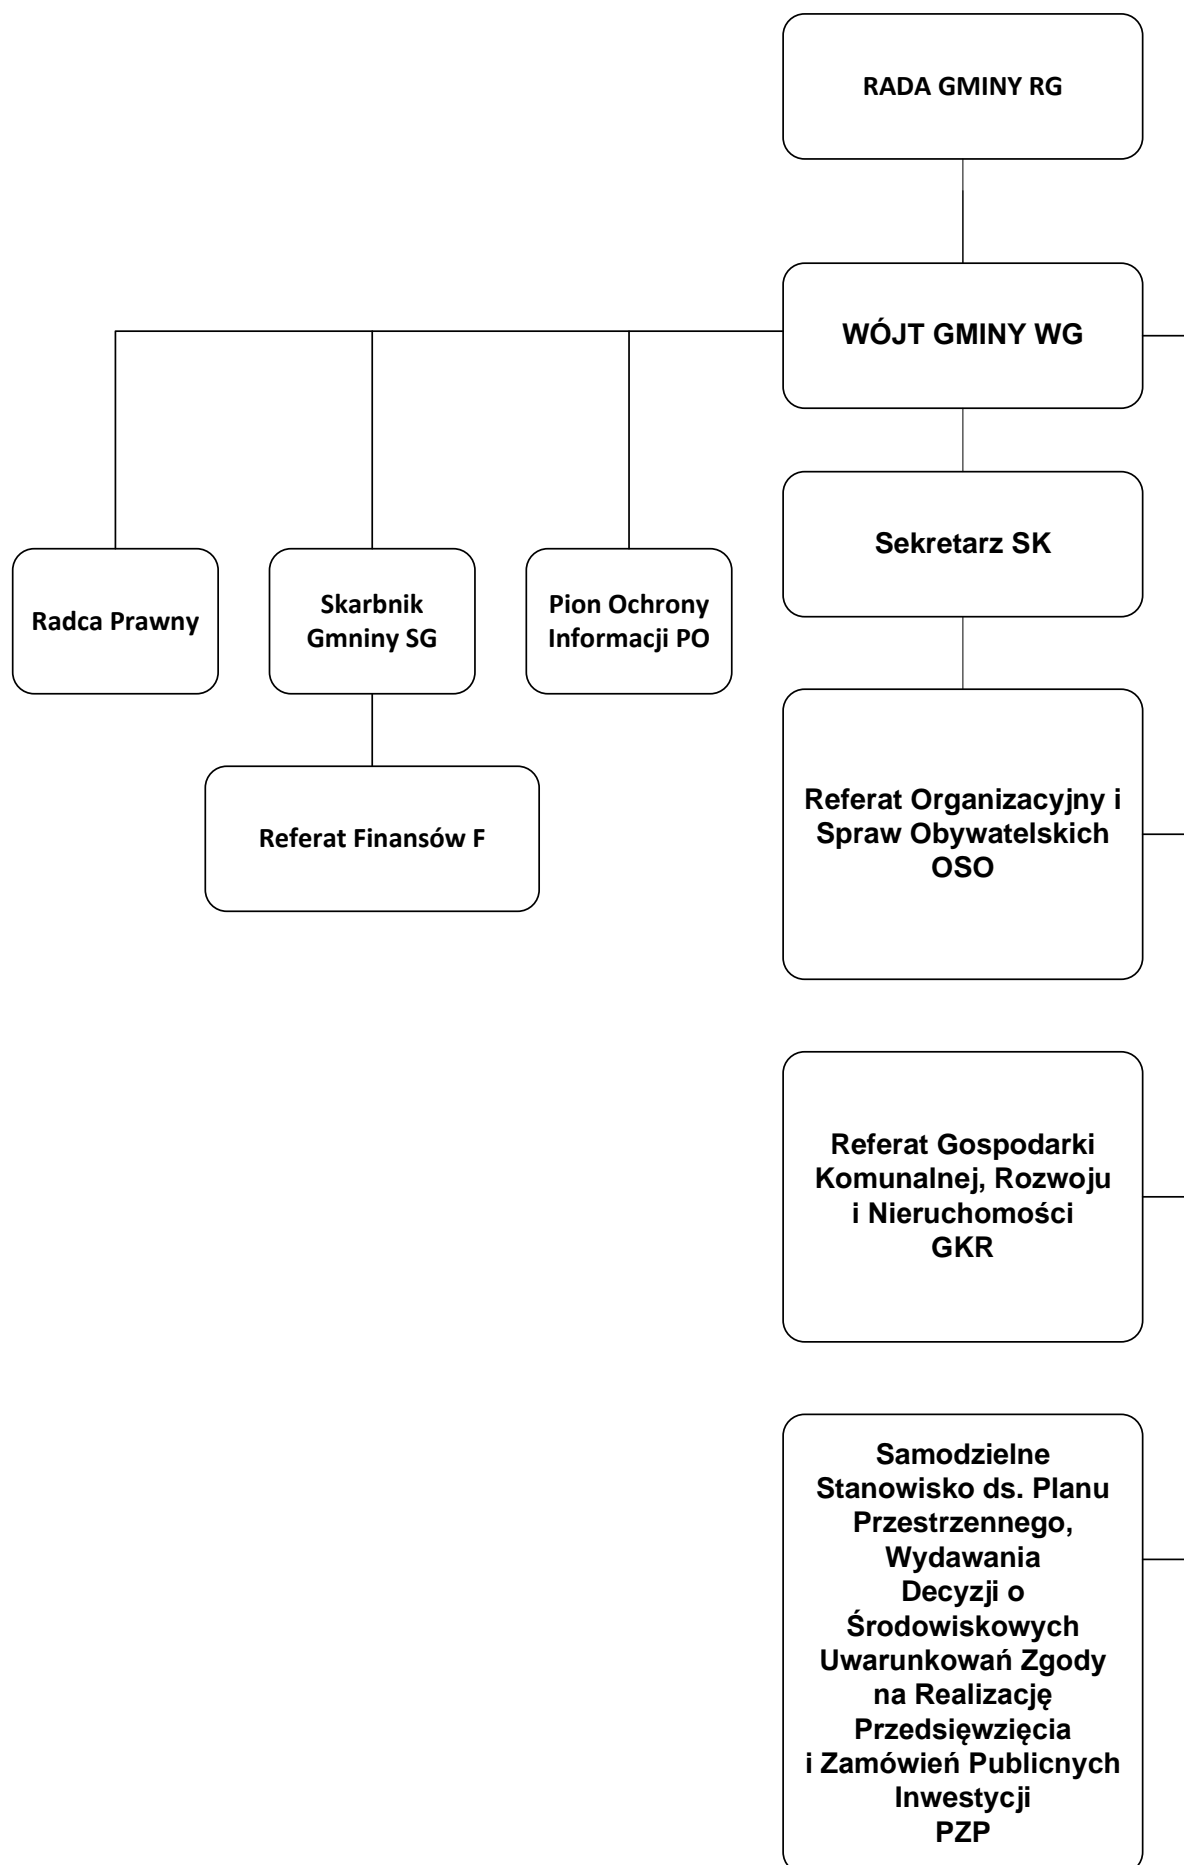 RADA GMINY RG
WÓJT GMINY WG
Sekretarz SK
Radca Prawny
Skarbnik
Gmniny SG
Pion Ochrony
Informacji PO
Referat Organizacyjny i
Spraw Obywatelskich
OSO
Referat Finansów F
Referat Gospodarki
Komunalnej, Rozwoju
i Nieruchomości
GKR
Samodzielne
Stanowisko ds. Planu
Przestrzennego,
Wydawania
Decyzji o
Środowiskowych
Uwarunkowań Zgody
na Realizację
Przedsięwzięcia
i Zamówień Publicnych
Inwestycji
PZP